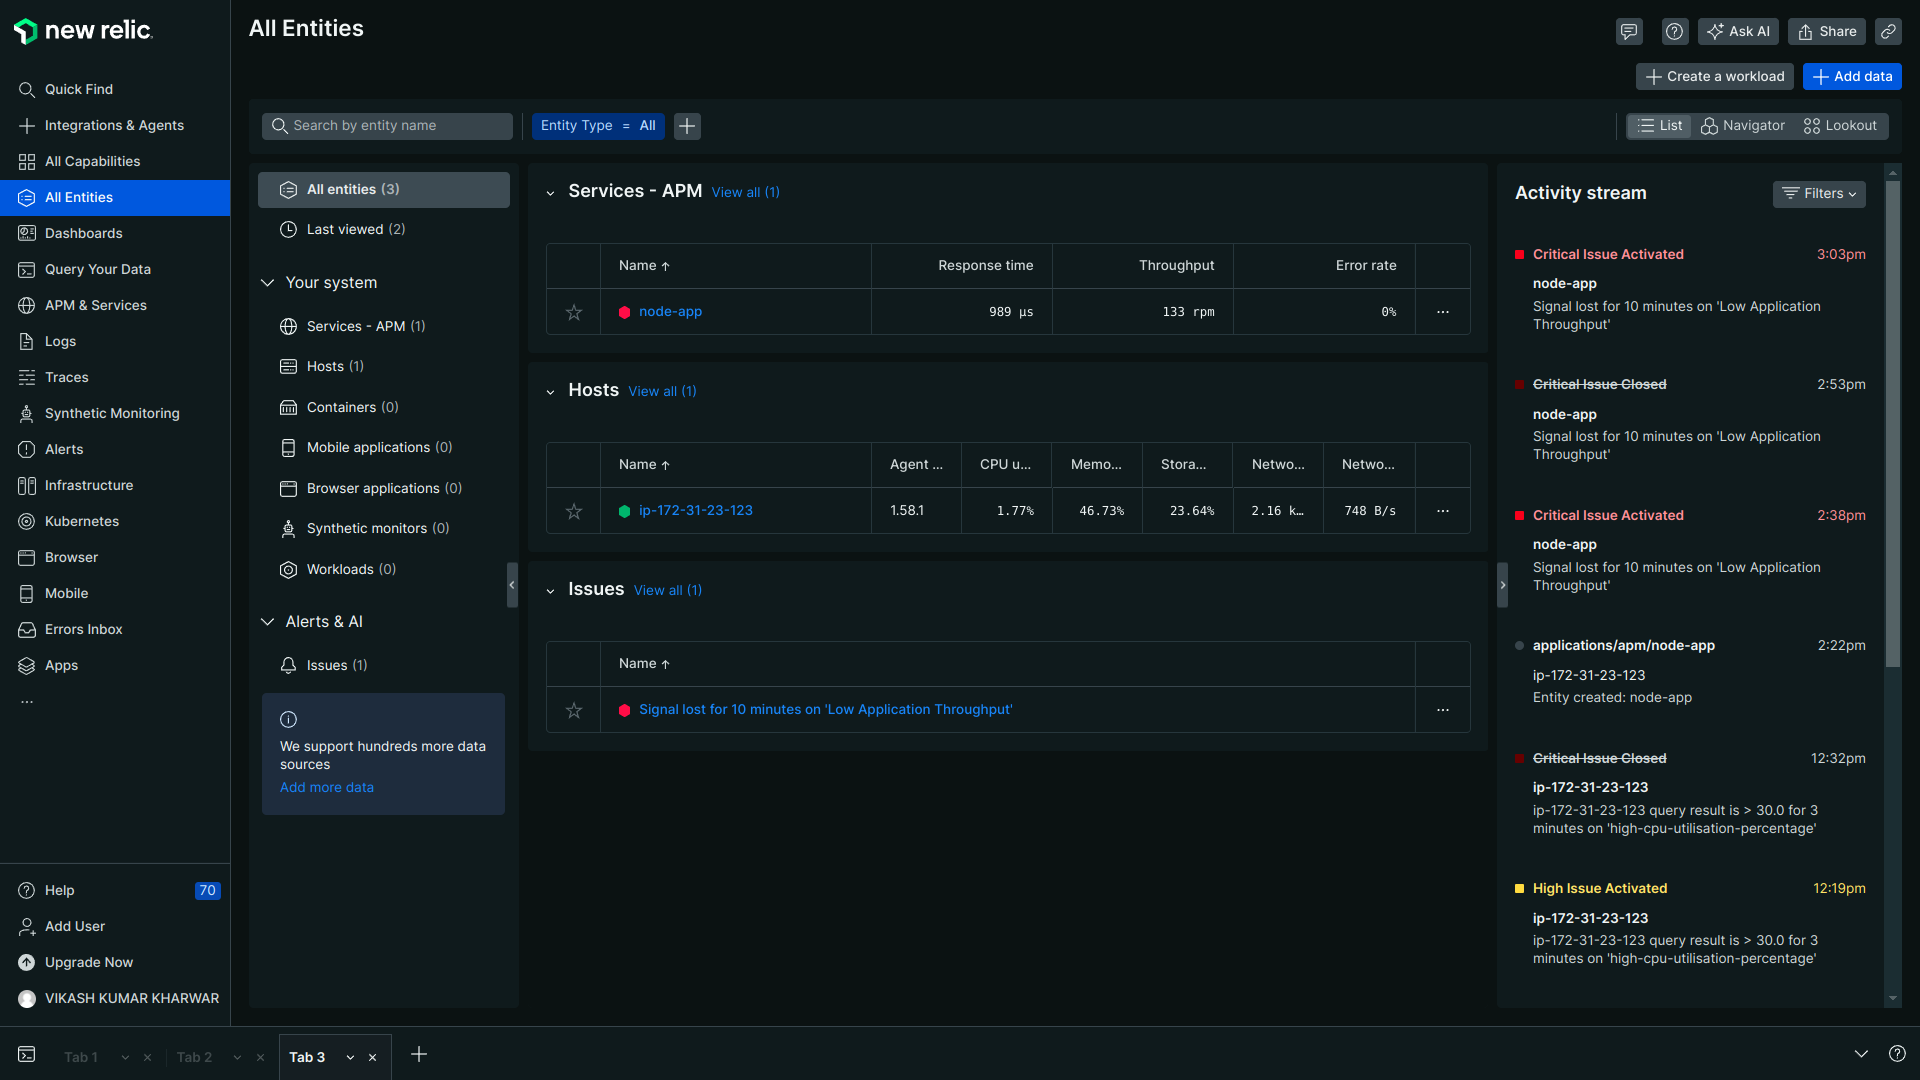 new relic.
Quick Find
Integrations & Agents
All Capabilities
All Entities
Dashboards
Query Your Data
APM & Services
Logs
Traces
Synthetic Monitoring
Alerts
Infrastructure
Kubernetes
Browser
Mobile
Errors Inbox
Apps
...
Help 70
Add User
Upgrade Now
VIKASH KUMAR KHARWAR
All Entities
Ask AI Share
Create a workload Add data
Search by entity name Entity Type = All
List Navigator Lookout
All entities (3)
Last viewed (2)
Your system
Services - APM (1)
Hosts (1)
Containers (0)
Mobile applications (0)
Browser applications (0)
Synthetic monitors (0)
Workloads (0)
Alerts & AI
Issues (1)
We support hundreds more data
sources
Add more data
Services - APM View all (1)
Name ↑ Response time Throughput Error rate
node-app 989 µs 133 rpm 0% ...
Hosts View all (1)
Name ↑ Agent ... CPU u... Memo... Stora... Netwo... Netwo...
ip-172-31-23-123 1.58.1 1.77% 46.73% 23.64% 2.16 k… 748 B/s ...
Issues View all (1)
Name ↑
Signal lost for 10 minutes on 'Low Application Throughput' ...
Activity stream Filters
Critical Issue Activated 3:03pm
node-app
Signal lost for 10 minutes on 'Low Application
Throughput'
Critical Issue Closed 2:53pm
node-app
Signal lost for 10 minutes on 'Low Application
Throughput'
Critical Issue Activated 2:38pm
node-app
Signal lost for 10 minutes on 'Low Application
Throughput'
applications/apm/node-app 2:22pm
ip-172-31-23-123
Entity created: node-app
Critical Issue Closed 12:32pm
ip-172-31-23-123
ip-172-31-23-123 query result is > 30.0 for 3
minutes on 'high-cpu-utilisation-percentage'
High Issue Activated 12:19pm
ip-172-31-23-123
ip-172-31-23-123 query result is > 30.0 for 3
minutes on 'high-cpu-utilisation-percentage'
Tab 1 Tab 2 Tab 3